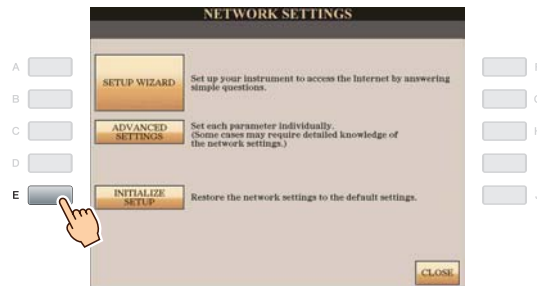 NETWORK SETTINGS
A
SETUP WIZARD
Set up your instrument to access the Internet by answering
simple questions.
B
C
ADVANCED
SETTINGS
Set each parameter individually.
(Some cases may require detailed knowledge of
the network settings.)
D
E
INITIALIZE
SETUP
Restore the network settings to the default settings.
CLOSE